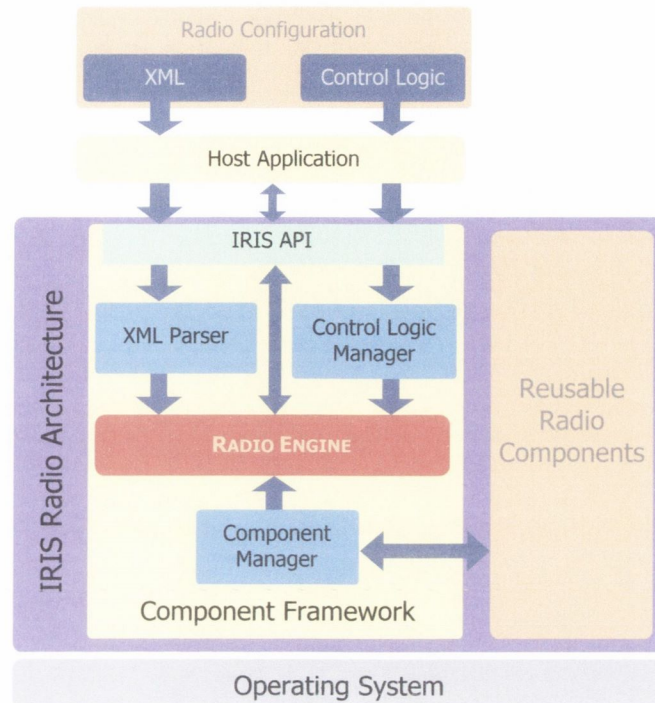 Radio Configuration
XML
Control Logic
Host Application
IRIS API
XML Parser
Control Logic
Manager
RADIO ENGINE
Component
Manager
Component Framework
IRIS Radio Architecture
Reusable
Radio
Components
Operating System